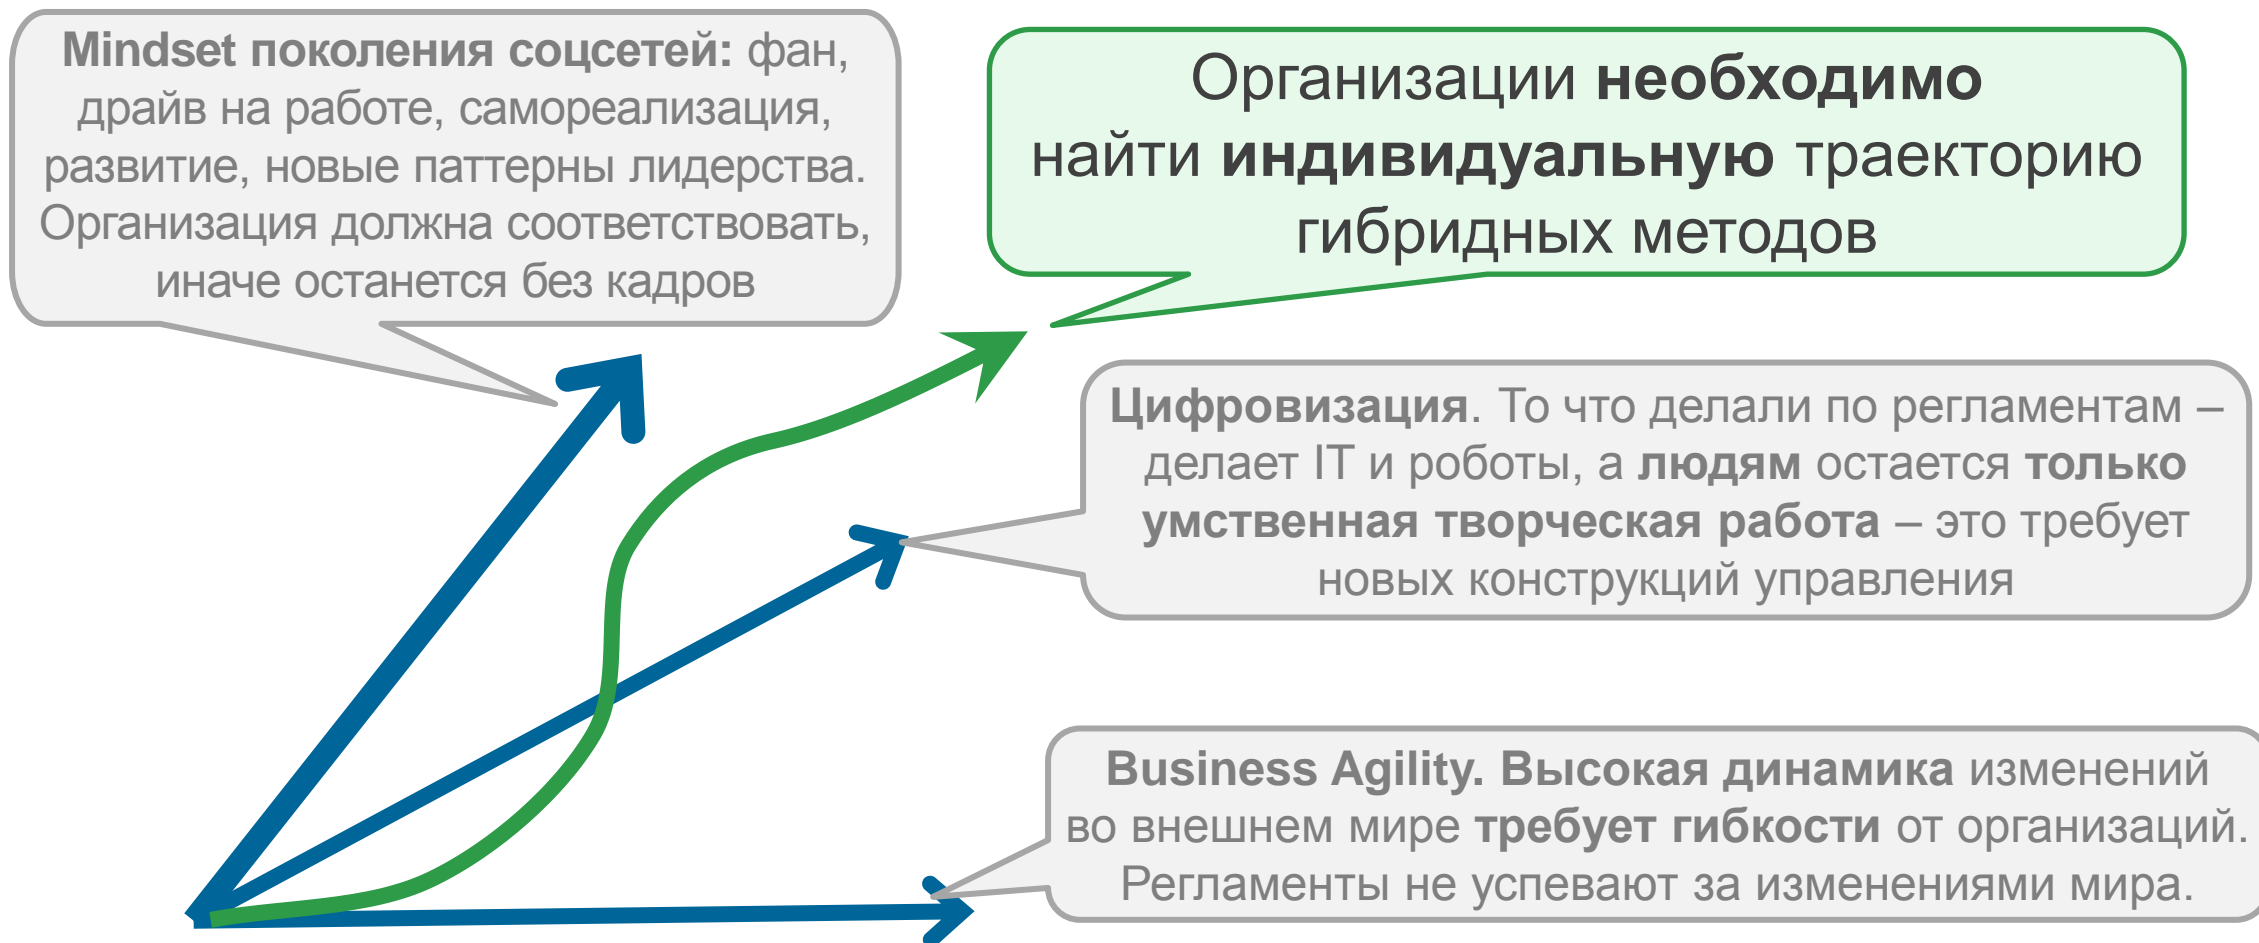 Mindset поколения соцсетей: фан,
драйв на работе, самореализация,
развитие, новые паттерны лидерства.
Организация должна соответствовать,
иначе останется без кадров
Организации необходимо
найти индивидуальную траекторию
гибридных методов
Цифровизация. То что делали по регламентам –
делает IT и роботы, а людям остается только
умственная творческая работа – это требует
новых конструкций управления
Business Agility. Высокая динамика изменений
во внешнем мире требует гибкости от организаций.
Регламенты не успевают за изменениями мира.